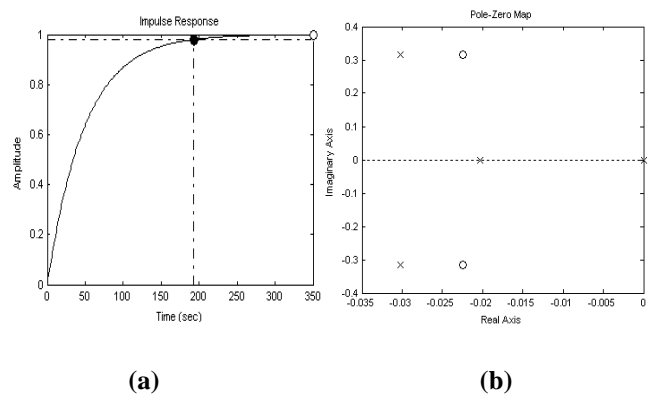 Impulse Response
1
0.8
0.6
0.4
0.2
0
0 50 100 150 200 250 300 350
Time (sec)
Amplitude
(a)
Pole-Zero Map
0.4
0.3
0.2
0.1
0
-0.1
-0.2
-0.3
-0.4
-0.035 -0.03 -0.025 -0.02 -0.015 -0.01 -0.005 0
Real Axis
Imaginary Axis
(b)